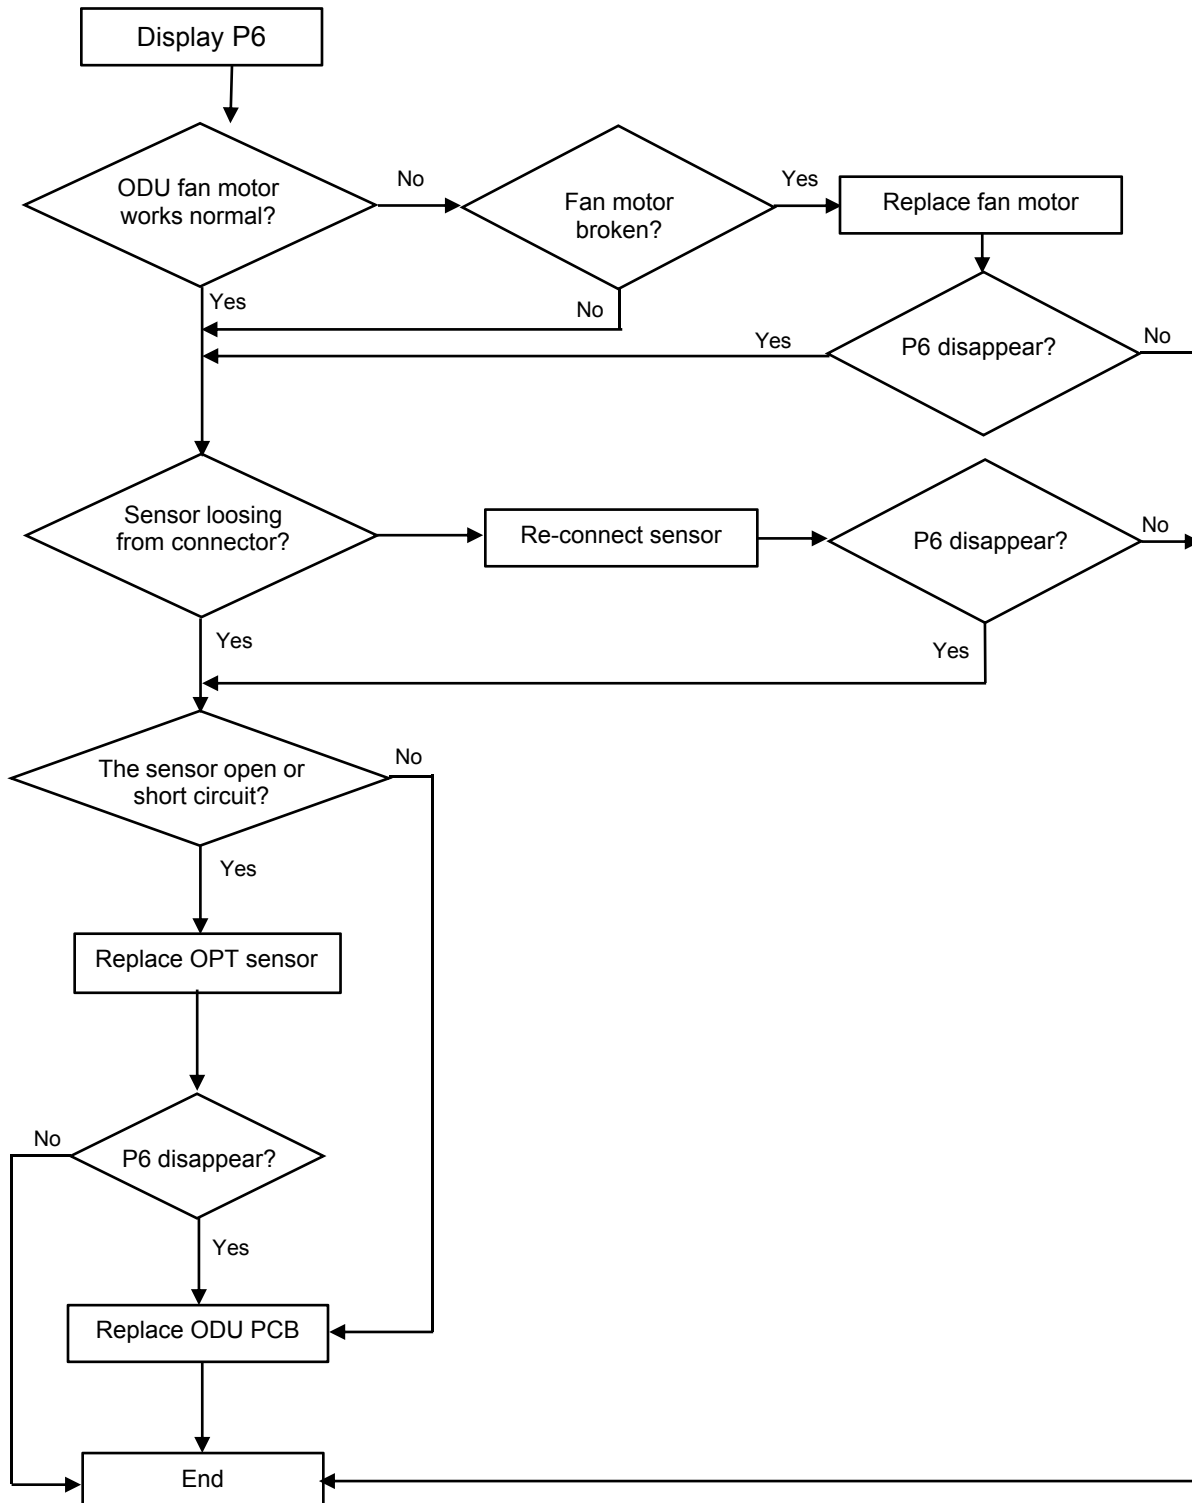 Display P6
ODU fan motor
works normal?
No
Fan motor
broken?
Yes
Replace fan motor
Yes
No
Yes
P6 disappear?
No
Sensor loosing
from connector?
Re-connect sensor
P6 disappear?
No
Yes
Yes
The sensor open or
short circuit?
No
Yes
Replace OPT sensor
No
P6 disappear?
Yes
Replace ODU PCB
End